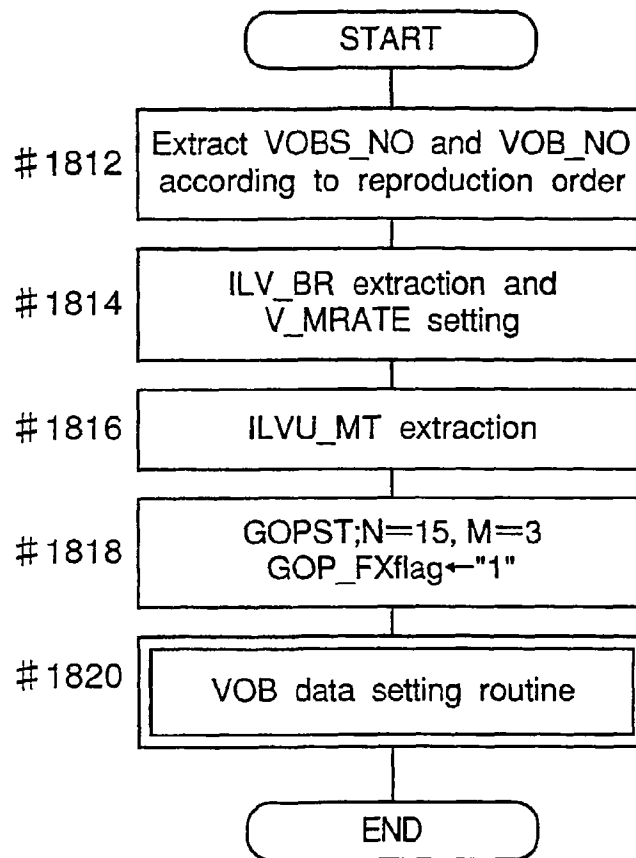 START
#1812
Extract VOBS_NO and VOB_NO
according to reproduction order
#1814
ILV_BR extraction and
V_MRATE setting
#1816
ILVU_MT extraction
#1818
GOPST;N=15, M=3
GOP_FXflag←"1"
#1820
VOB data setting routine
END